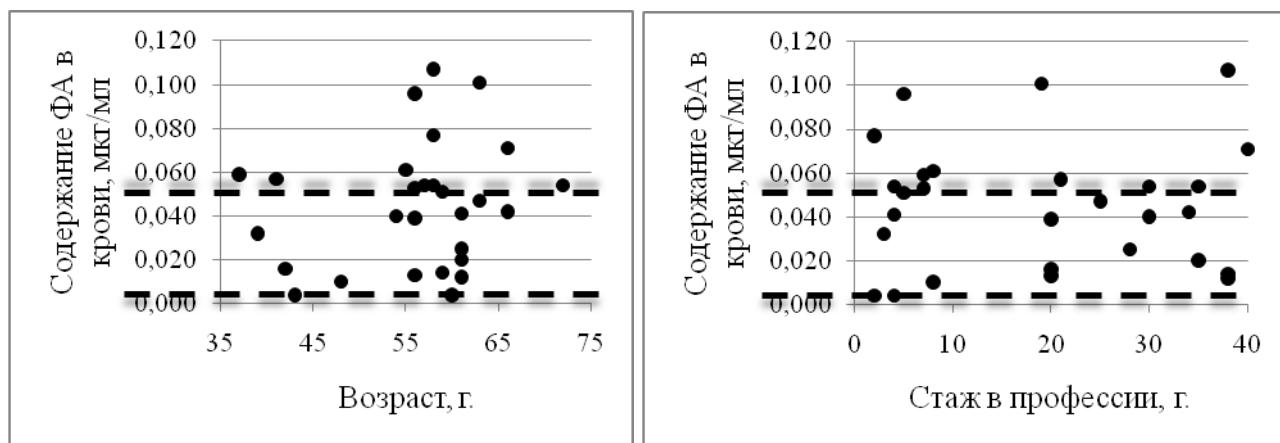 Содержание ФА в
крови, мкг/мл
0,120
0,100
0,080
0,060
0,040
0,020
0,000
35 45 55 65 75
Возраст, г.
Содержание ФА в
крови, мкг/мл
0,120
0,100
0,080
0,060
0,040
0,020
0,000
0 10 20 30 40
Стаж в профессии, г.